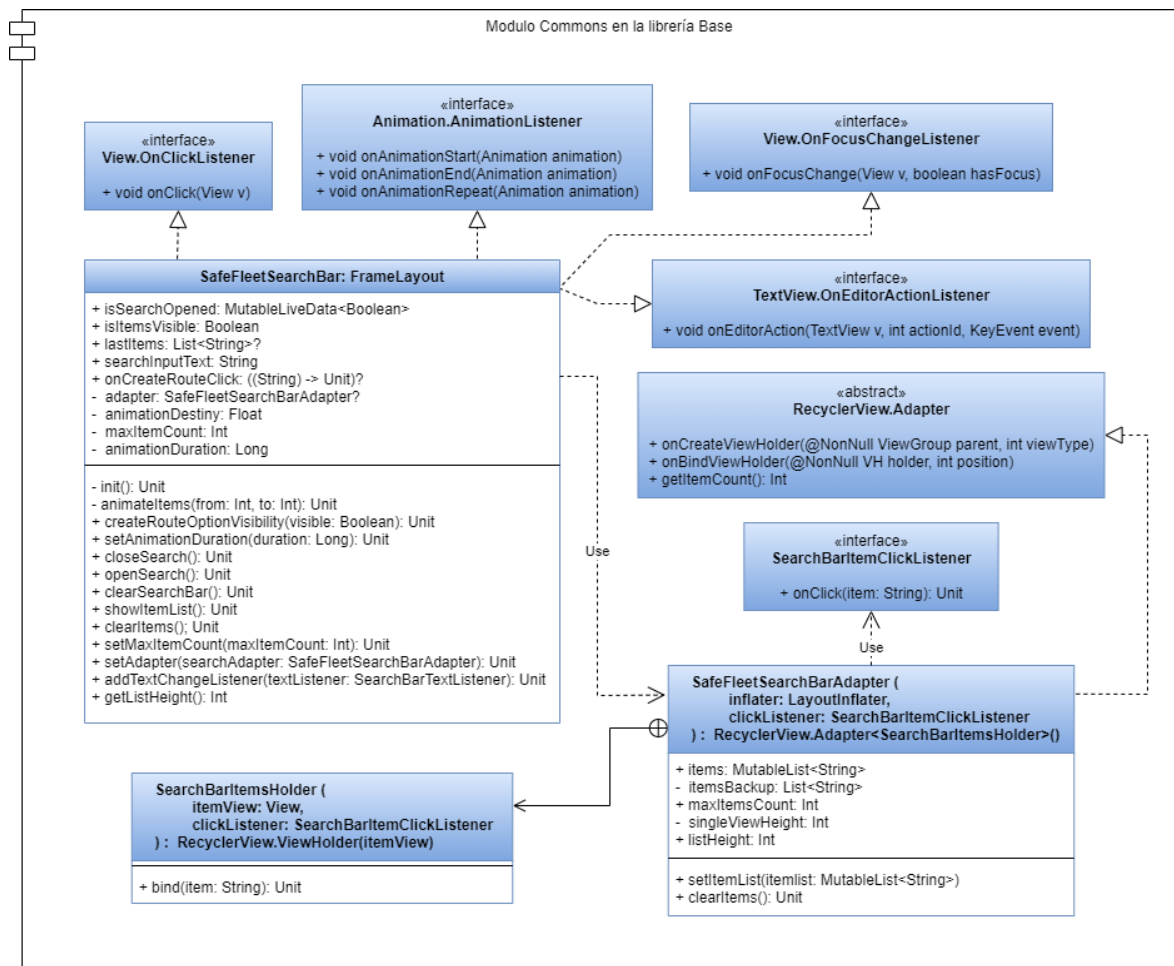 Modulo Commons en la librería Base
«interface»
View.OnClickListener
+ void onClick(View v)
«interface»
Animation.AnimationListener
+ void onAnimationStart(Animation animation)
+ void onAnimationEnd(Animation animation)
+ void onAnimationRepeat(Animation animation)
«interface»
View.OnFocusChangeListener
+ void onFocusChange(View v, boolean hasFocus)
SafeFleetSearchBar: FrameLayout
+ isSearchOpened: MutableLiveData<Boolean>
+ isItemsVisible: Boolean
+ lastItems: List<String>?
+ searchInputText: String
+ onCreateRouteClick: ((String) -> Unit)?
- adapter: SafeFleetSearchBarAdapter?
- animationDestiny: Float
- maxItemCount: Int
- animationDuration: Long
- init(): Unit
- animateItems(from: Int, to: Int): Unit
+ createRouteOptionVisibility(visible: Boolean): Unit
+ setAnimationDuration(duration: Long): Unit
+ closeSearch(): Unit
+ openSearch(): Unit
+ clearSearchBar(): Unit
+ showItemList(): Unit
+ clearItems(); Unit
+ setMaxItemCount(maxItemCount: Int): Unit
+ setAdapter(searchAdapter: SafeFleetSearchBarAdapter): Unit
+ addTextChangeListener(textListener: SearchBarTextListener): Unit
+ getListHeight(): Int
«interface»
TextView.OnEditorActionListener
+ void onEditorAction(TextView v, int actionId, KeyEvent event)
«abstract»
RecyclerView.Adapter
+ onCreateViewHolder(@NonNull ViewGroup parent, int viewType)
+ onBindViewHolder(@NonNull VH holder, int position)
+ getItemCount(): Int
Use
«interface»
SearchBarItemClickListener
+ onClick(item: String): Unit
Use
SafeFleetSearchBarAdapter (
inflater: LayoutInflater,
clickListener: SearchBarItemClickListener
) : RecyclerView.Adapter<SearchBarItemsHolder>()
+ items: MutableList<String>
- itemsBackup: List<String>
+ maxItemsCount: Int
- singleViewHeight: Int
+ listHeight: Int
+ setItemList(itemlist: MutableList<String>)
+ clearItems(): Unit
SearchBarItemsHolder (
itemView: View,
clickListener: SearchBarItemClickListener
) : RecyclerView.ViewHolder(itemView)
+ bind(item: String): Unit